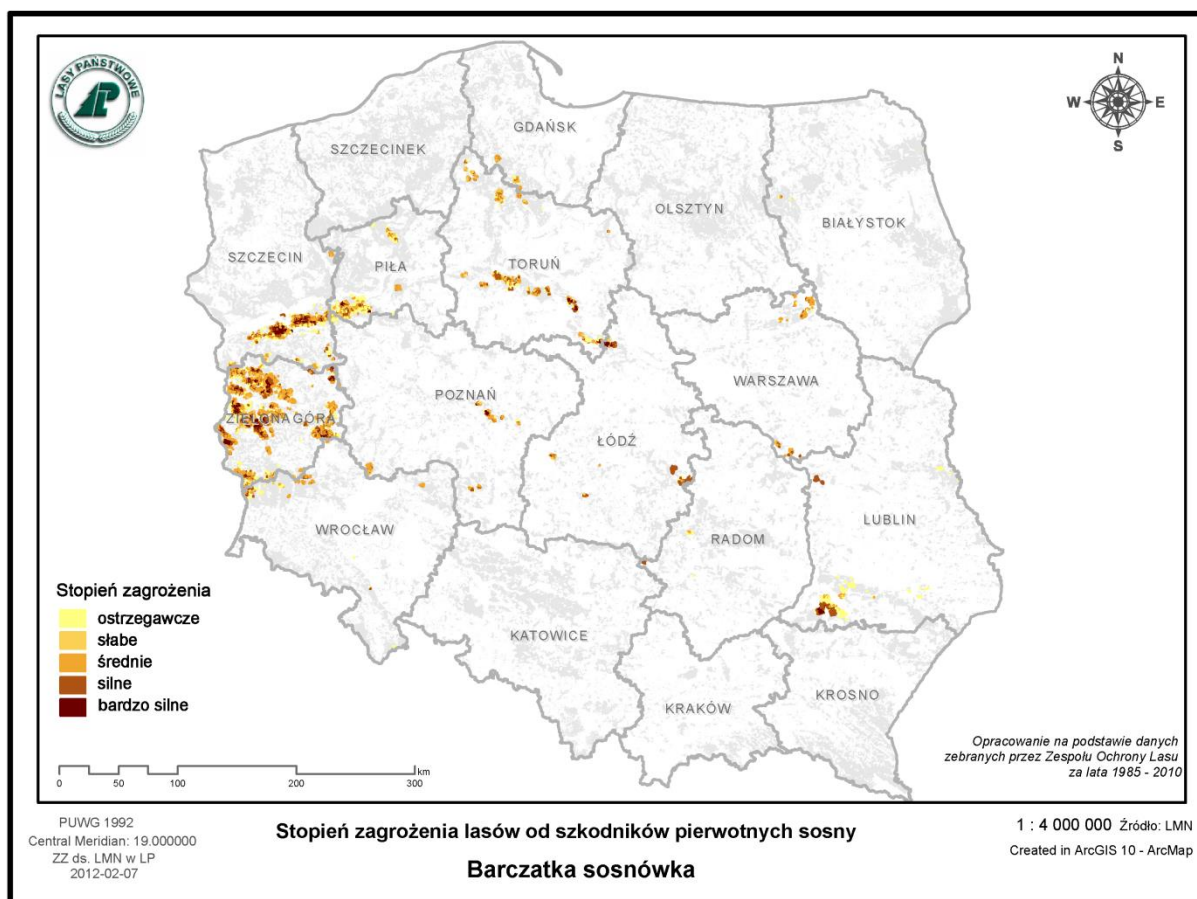 LASY PAŃSTWOWE
N
W
E
S
GDAŃSK
SZCZECINEK
OLSZTYN
BIAŁYSTOK
SZCZECIN
PIŁA
TORUŃ
WARSZAWA
POZNAŃ
ZIELONA GÓRA
ŁÓDŹ
LUBLIN
WROCŁAW
RADOM
KATOWICE
KRAKÓW
KROSNO
Stopień zagrożenia
ostrzegawcze
słabe
średnie
silne
bardzo silne
km
0 50 100 200 300
Opracowanie na podstawie danych
zebranych przez Zespołu Ochrony Lasu
za lata 1985 - 2010
PUWG 1992
Central Meridian: 19.000000
ZZ ds. LMN w LP
2012-02-07
Stopień zagrożenia lasów od szkodników pierwotnych sosny
Barczatka sosnówka
1 : 4 000 000 Źródło: LMN
Created in ArcGIS 10 - ArcMap